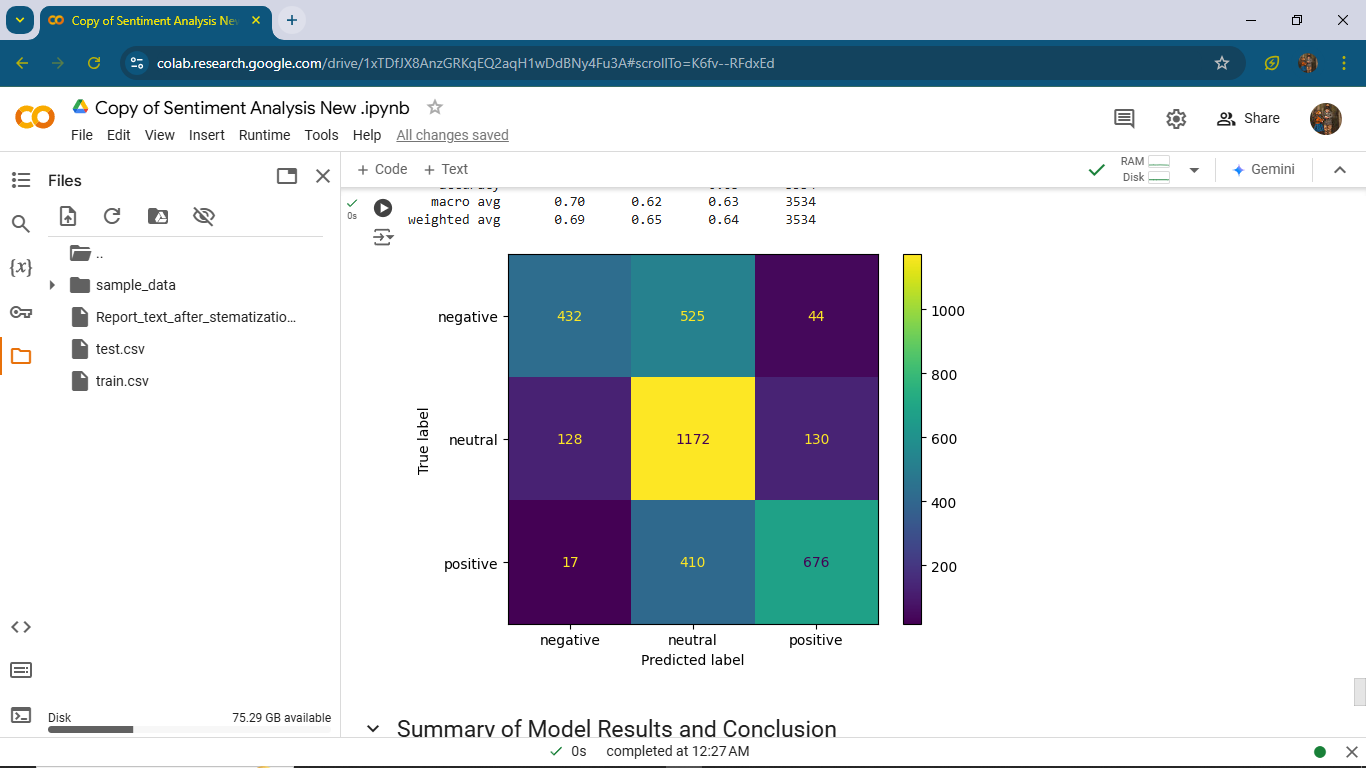 Copy of Sentiment Analysis Ne
colab.research.google.com/drive/1xTDfJX8AnzGRKqEQ2aqH1wDdBNy4Fu3A#scrollTo=K6fv--RFdxEd
Copy of Sentiment Analysis New .ipynb
File Edit View Insert Runtime Tools Help All changes saved
Share
Files
+ Code + Text
RAM
Disk
Gemini
..
sample_data
Report_text_after_stematizatio...
test.csv
train.csv
{x}
Disk 75.29 GB available
0s
macro avg 0.70 0.62 0.63 3534
weighted avg 0.69 0.65 0.64 3534
negative 432 525 44
neutral 128 1172 130
positive 17 410 676
True label
negative neutral positive
Predicted label
1000
800
600
400
200
Summary of Model Results and Conclusion
0s completed at 12:27 AM